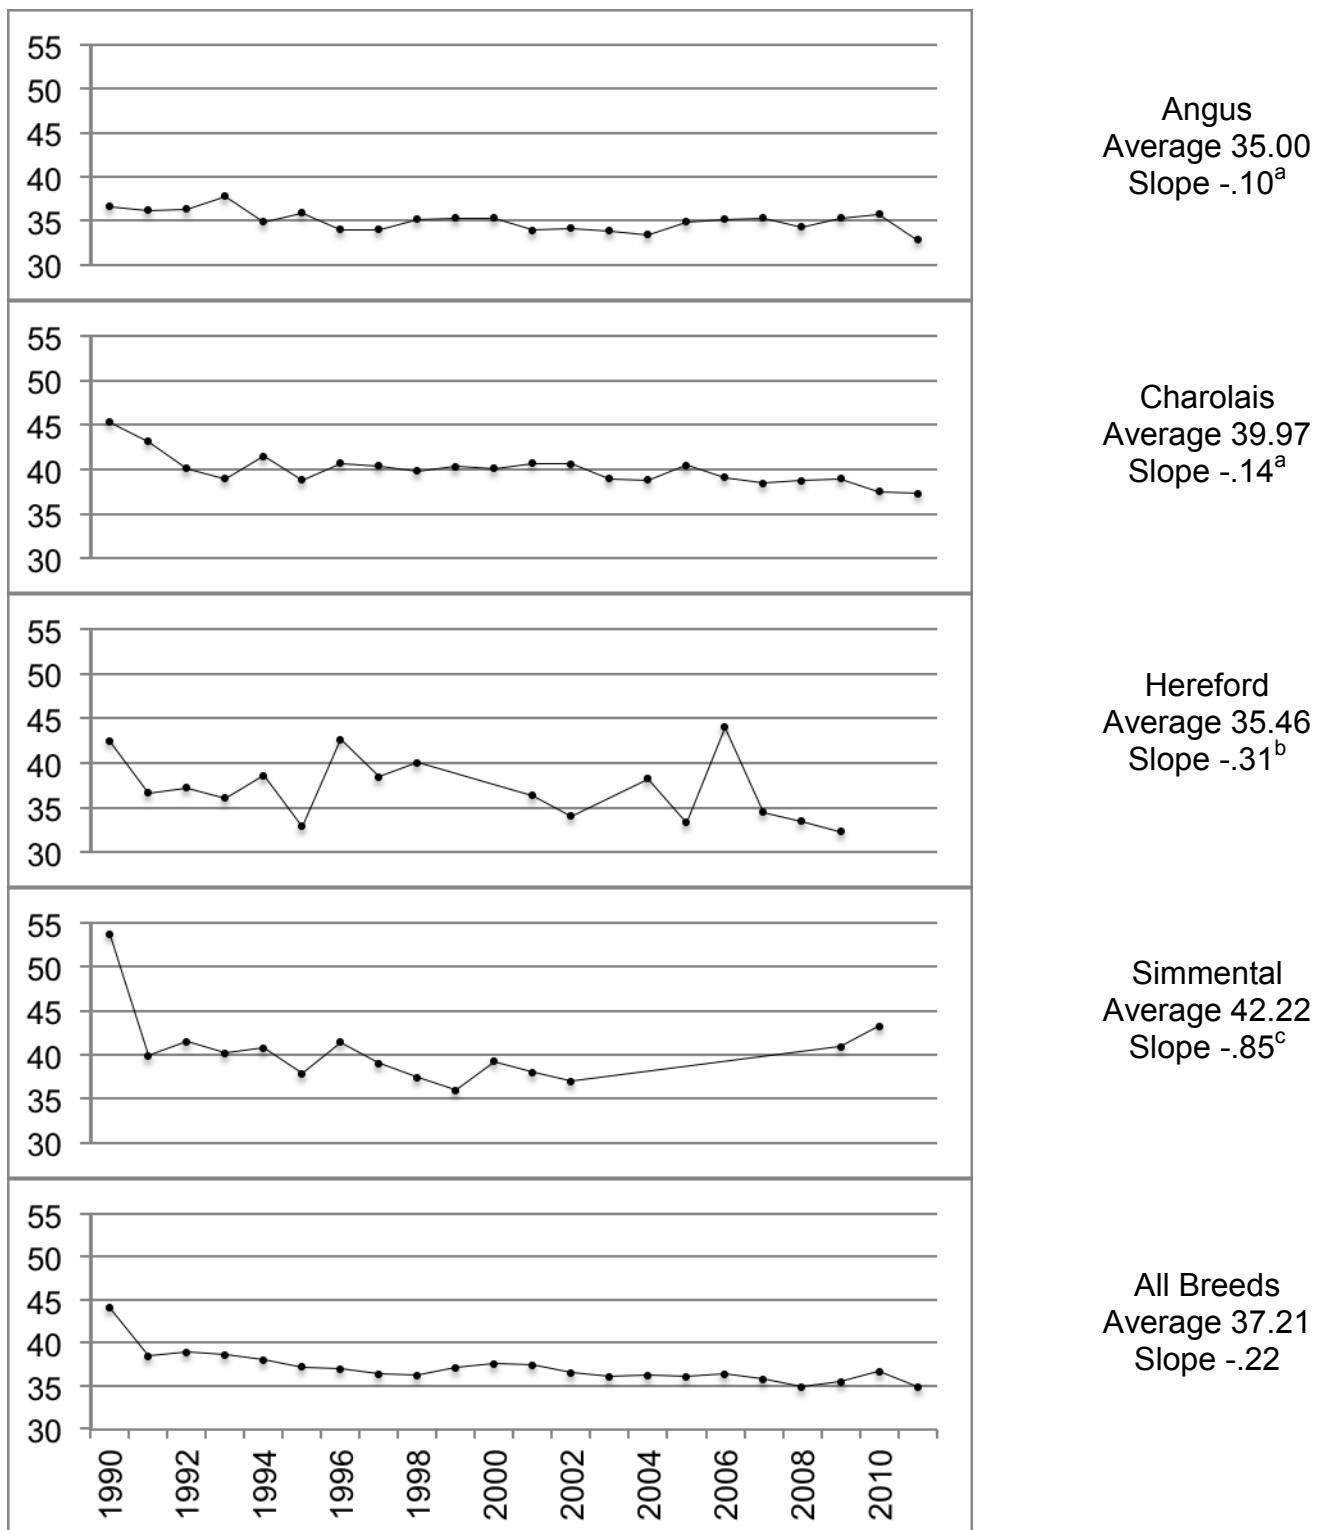 55
50
45
40
35
30
Angus
Average 35.00
Slope -.10ᵃ
55
50
45
40
35
30
Charolais
Average 39.97
Slope -.14ᵃ
55
50
45
40
35
30
Hereford
Average 35.46
Slope -.31ᵇ
55
50
45
40
35
30
Simmental
Average 42.22
Slope -.85ᶜ
55
50
45
40
35
30
All Breeds
Average 37.21
Slope -.22
1990
1992
1994
1996
1998
2000
2002
2004
2006
2008
2010